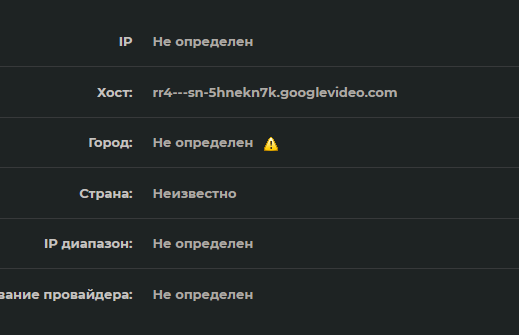 IP Не определен
Хост: rr4---sn-5hnekn7k.googlevideo.com
Город: Не определен ⚠
Страна: Неизвестно
IP диапазон: Не определен
вание провайдера: Не определен